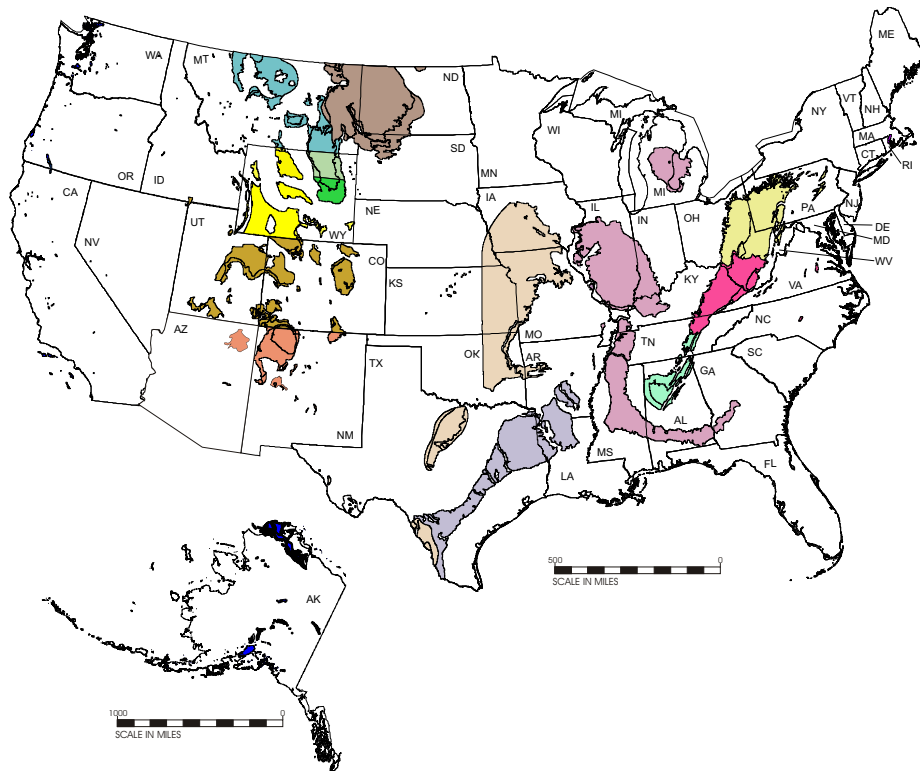 ME
WA
MT
ND
NY
VT
NH
MI
WI
MA
CT
RI
SD
MN
OR
ID
CA
MI
IA
PA
NJ
NE
IL
IN
OH
UT
NV
WY
DE
MD
CO
WV
KS
KY
VA
MO
NC
AZ
TN
OK
AR
TX
GA
SC
AL
NM
MS
FL
LA
500
0
SCALE IN MILES
AK
1000
0
SCALE IN MILES